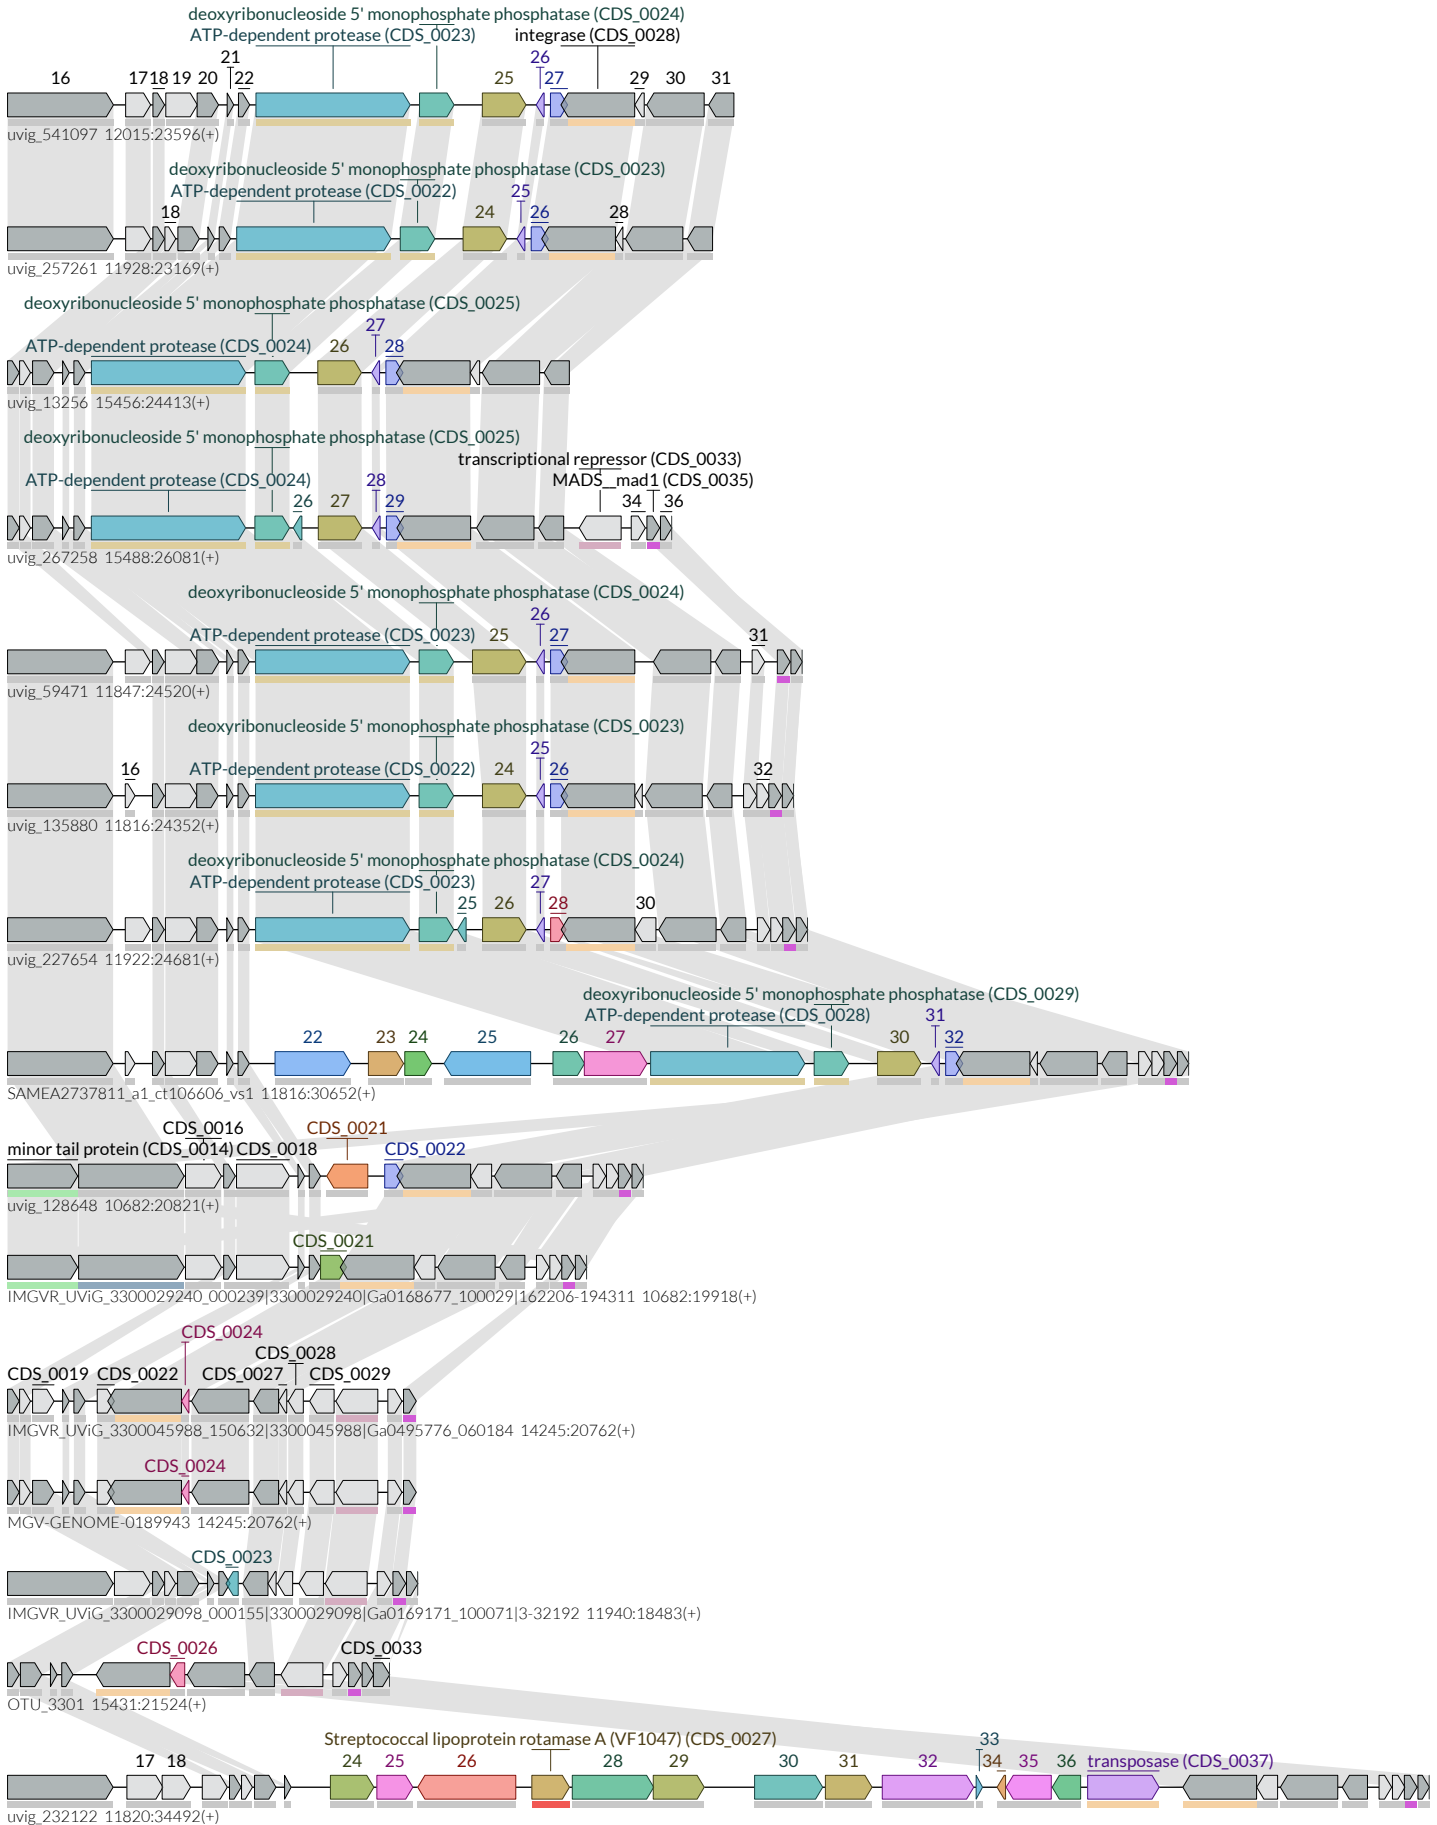 deoxyribonucleoside 5' monophosphate phosphatase (CDS_0024)
ATP-dependent protease (CDS_0023) integrase (CDS_0028)
21 26
16 17 18 19 20 22 25 27 29 30 31
uvig_541097 12015:23596(+)
deoxyribonucleoside 5' monophosphate phosphatase (CDS_0023)
ATP-dependent protease (CDS_0022) 25
18 24 26 28
uvig_257261 11928:23169(+)
deoxyribonucleoside 5' monophosphate phosphatase (CDS_0025)
27
ATP-dependent protease (CDS_0024) 26 28
uvig_13256 15456:24413(+)
deoxyribonucleoside 5' monophosphate phosphatase (CDS_0025)
transcriptional repressor (CDS_0033)
ATP-dependent protease (CDS_0024) 28 MADS__mad1 (CDS_0035)
26 27 29 34 36
uvig_267258 15488:26081(+)
deoxyribonucleoside 5' monophosphate phosphatase (CDS_0024)
26
ATP-dependent protease (CDS_0023) 25 27 31
uvig_59471 11847:24520(+)
deoxyribonucleoside 5' monophosphate phosphatase (CDS_0023)
25
16 ATP-dependent protease (CDS_0022) 24 26 32
uvig_135880 11816:24352(+)
deoxyribonucleoside 5' monophosphate phosphatase (CDS_0024)
ATP-dependent protease (CDS_0023) 27
25 26 28 30
uvig_227654 11922:24681(+)
deoxyribonucleoside 5' monophosphate phosphatase (CDS_0029)
ATP-dependent protease (CDS_0028) 31
22 23 24 25 26 27 30 32
SAMEA2737811_a1_ct106606_vs1 11816:30652(+)
CDS_0016 CDS_0021
minor tail protein (CDS_0014) CDS_0018 CDS_0022
uvig_128648 10682:20821(+)
CDS_0021
IMGVR_UViG_3300029240_000239|3300029240|Ga0168677_100029|162206-194311 10682:19918(+)
CDS_0024
CDS_0028
CDS_0019 CDS_0022 CDS_0027 CDS_0029
IMGVR_UViG_3300045988_150632|3300045988|Ga0495776_060184 14245:20762(+)
CDS_0024
MGV-GENOME-0189943 14245:20762(+)
CDS_0023
IMGVR_UViG_3300029098_000155|3300029098|Ga0169171_100071|3-32192 11940:18483(+)
CDS_0026 CDS_0033
OTU_3301 15431:21524(+)
Streptococcal lipoprotein rotamase A (VF1047) (CDS_0027) 33
17 18 24 25 26 28 29 30 31 32 34 35 36 transposase (CDS_0037)
uvig_232122 11820:34492(+)